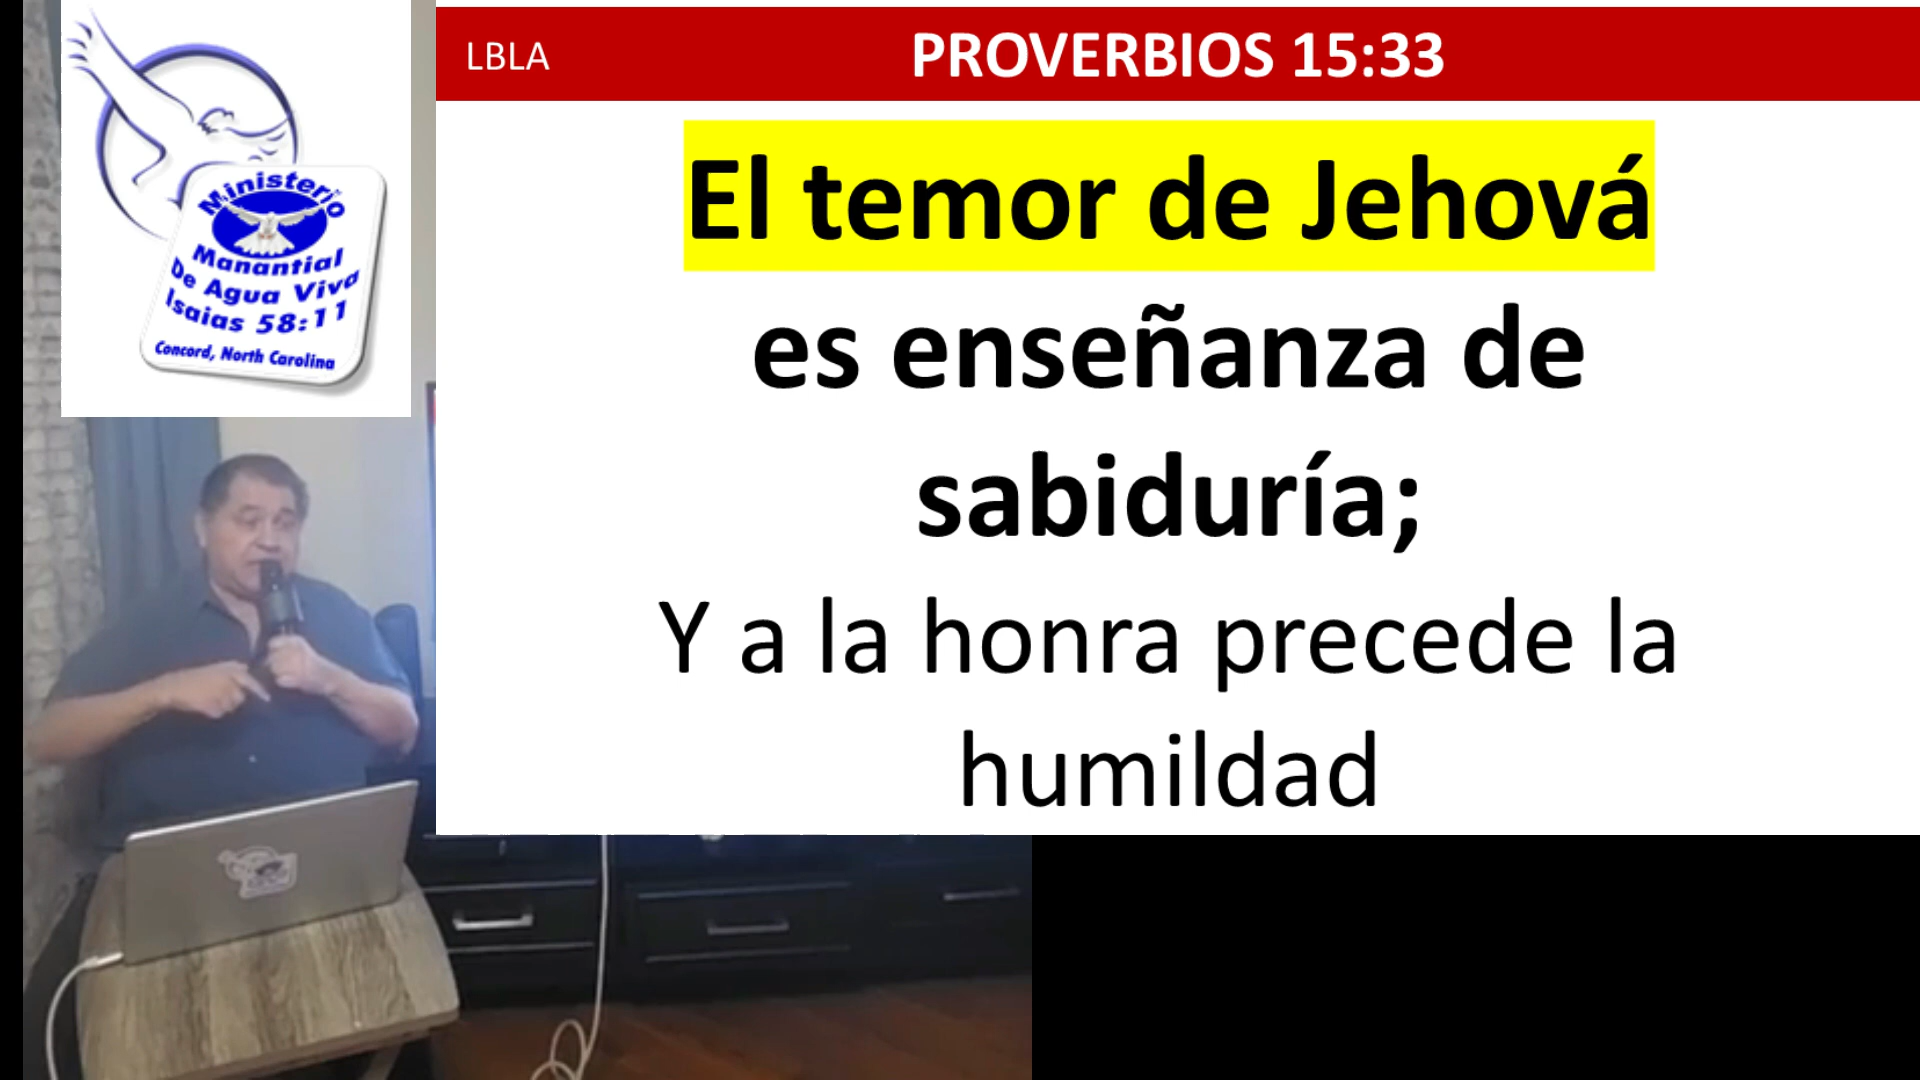 LBLA
PROVERBIOS 15:33
El temor de Jehová
es enseñanza de
sabiduría;
Y a la honra precede la
humildad
Ministerio
Manantial
De Agua Viva
Isaias 58:11
Concord, North Carolina